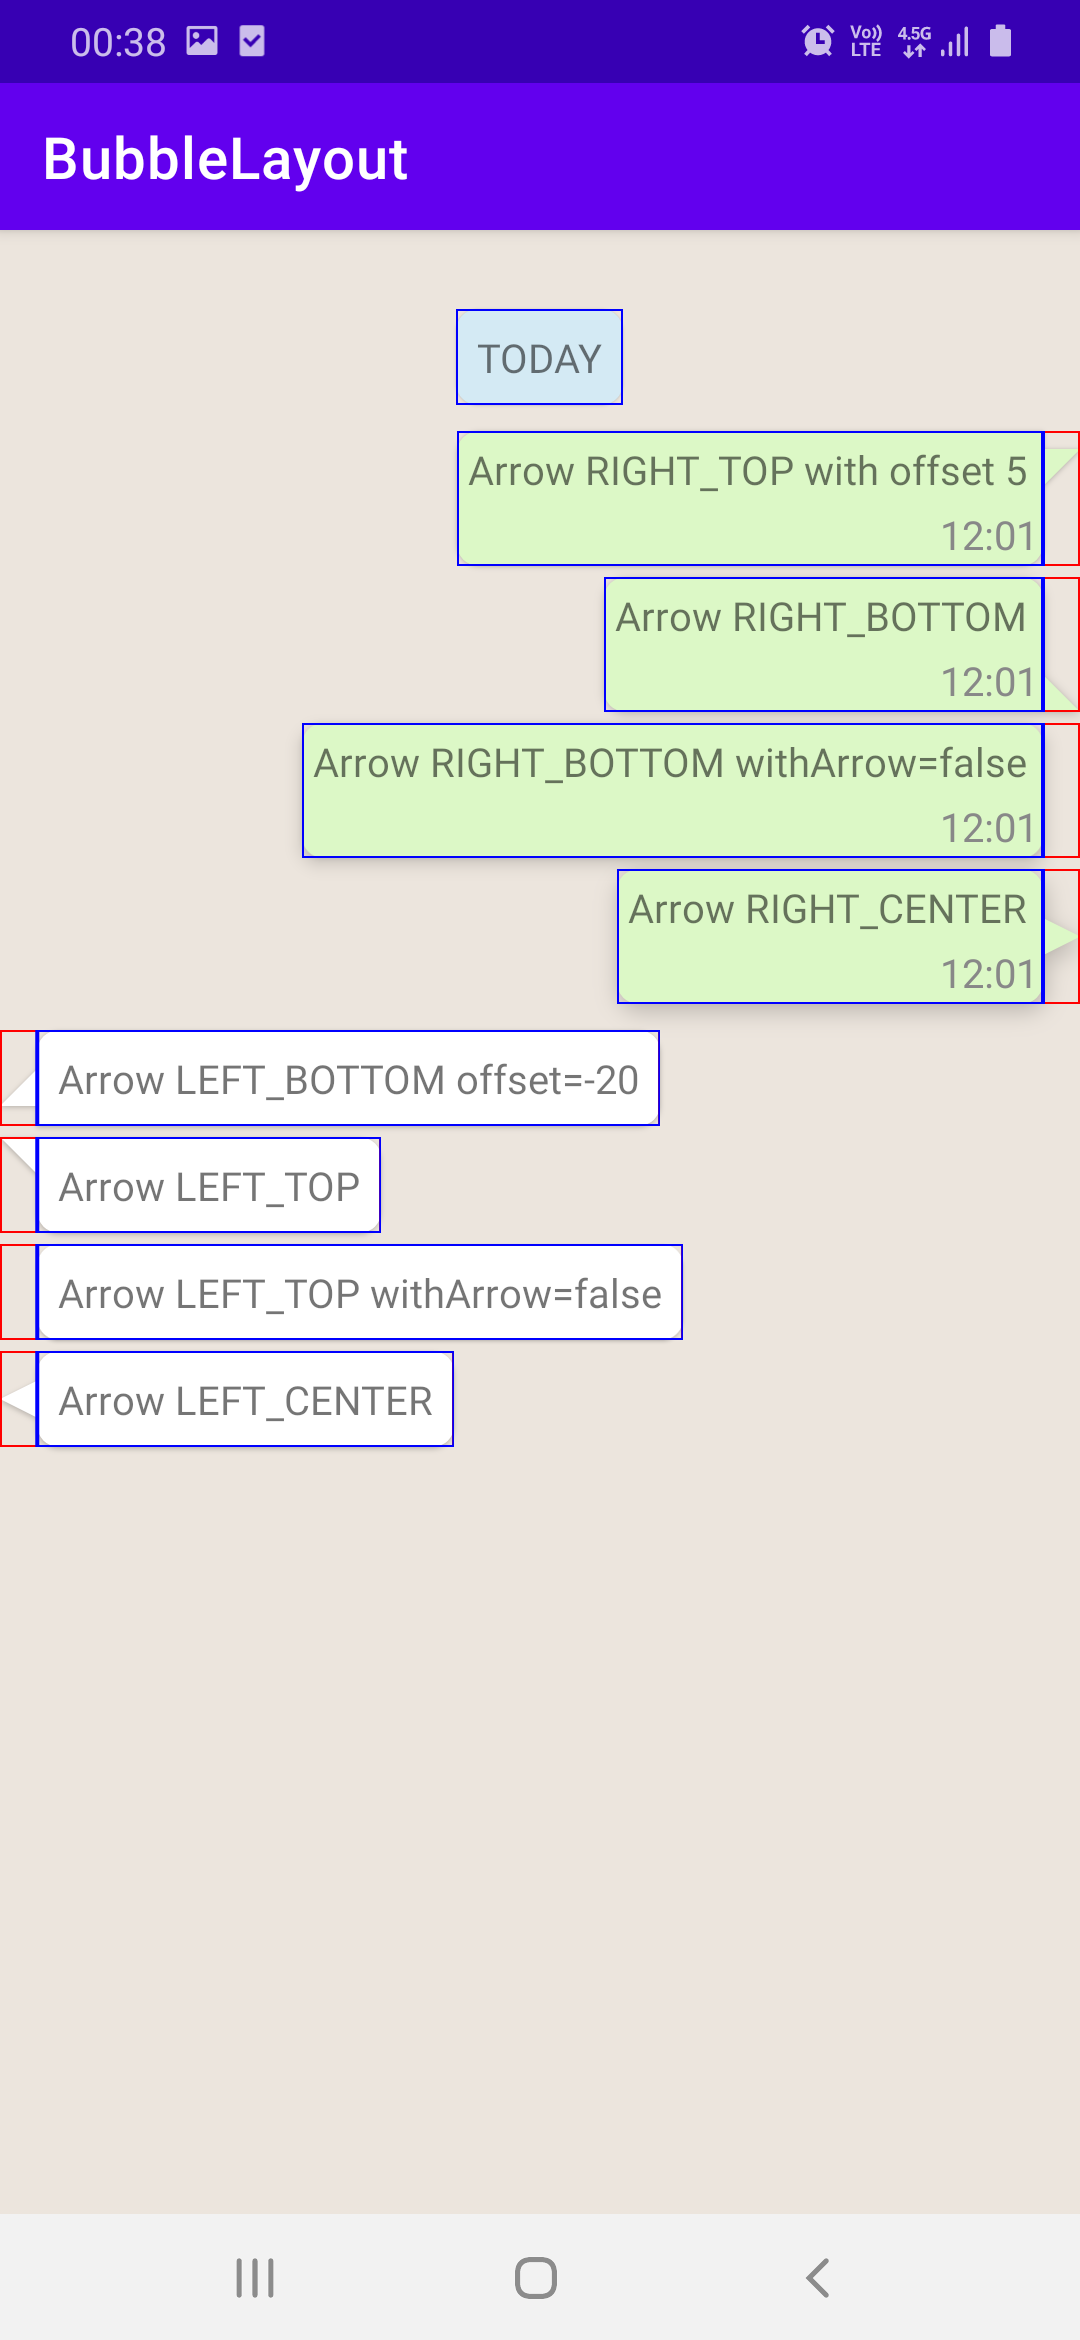 00:38
Vo)) LTE 4.5G
BubbleLayout
TODAY
Arrow RIGHT_TOP with offset 5
12:01
Arrow RIGHT_BOTTOM
12:01
Arrow RIGHT_BOTTOM withArrow=false
12:01
Arrow RIGHT_CENTER
12:01
Arrow LEFT_BOTTOM offset=-20
Arrow LEFT_TOP
Arrow LEFT_TOP withArrow=false
Arrow LEFT_CENTER